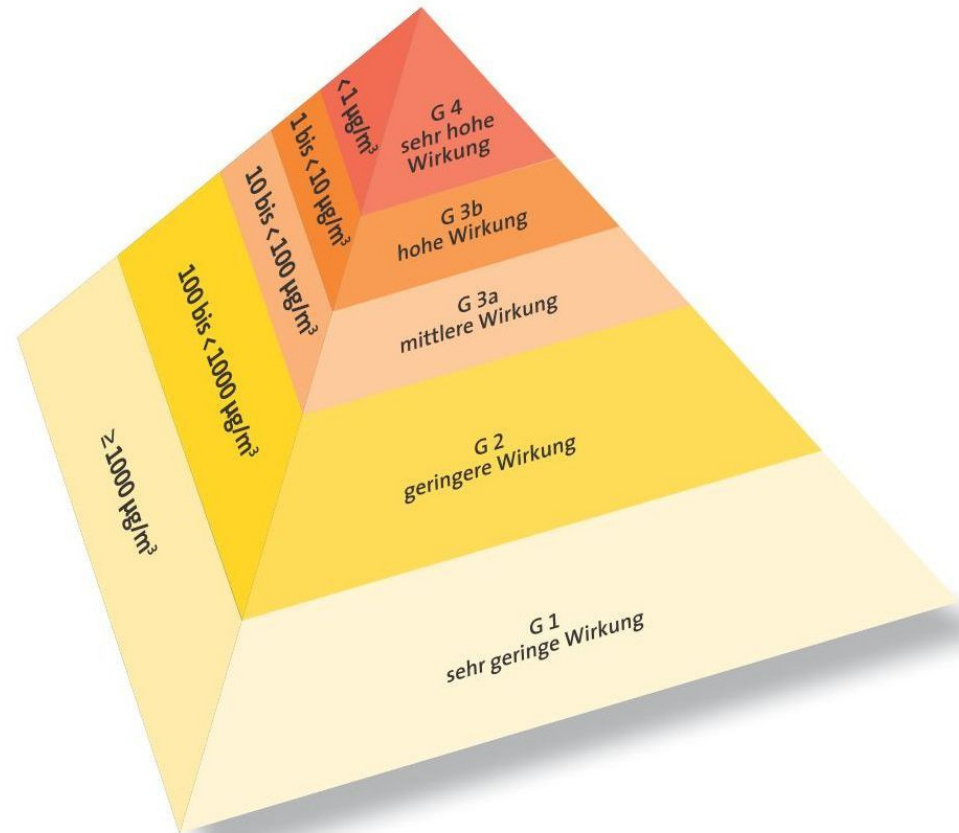 < 1 µg/m³
G 4
sehr hohe
Wirkung
1 bis < 10 µg/m³
G 3b
hohe Wirkung
10 bis < 100 µg/m³
G 3a
mittlere Wirkung
100 bis < 1000 µg/m³
G 2
geringere Wirkung
≥ 1000 µg/m³
G 1
sehr geringe Wirkung